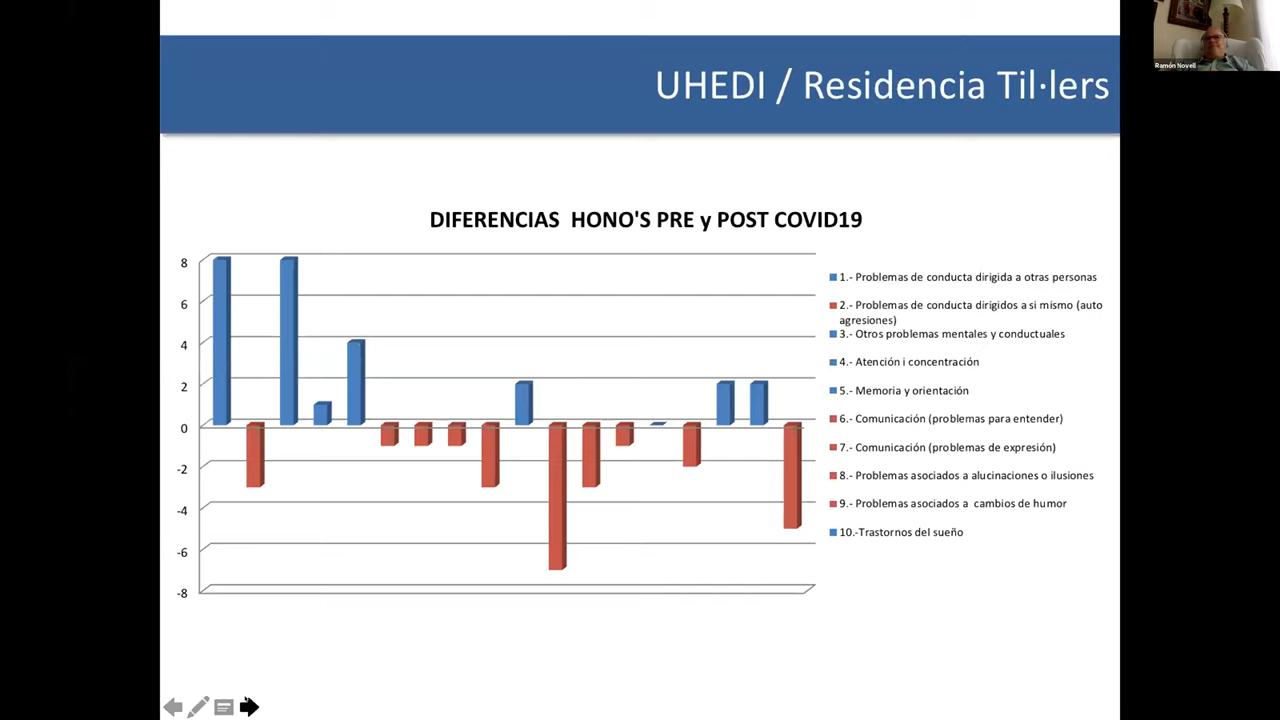 Ramón Novell
UHEDI / Residencia Til·lers
DIFERENCIAS HONO'S PRE y POST COVID19
8
6
4
2
0
-2
-4
-6
-8
1.- Problemas de conducta dirigida a otras personas
2.- Problemas de conducta dirigidos a si mismo (auto
agresiones)
3.- Otros problemas mentales y conductuales
4.- Atención i concentración
5.- Memoria y orientación
6.- Comunicación (problemas para entender)
7.- Comunicación (problemas de expresión)
8.- Problemas asociados a alucinaciones o ilusiones
9.- Problemas asociados a cambios de humor
10.-Trastornos del sueño